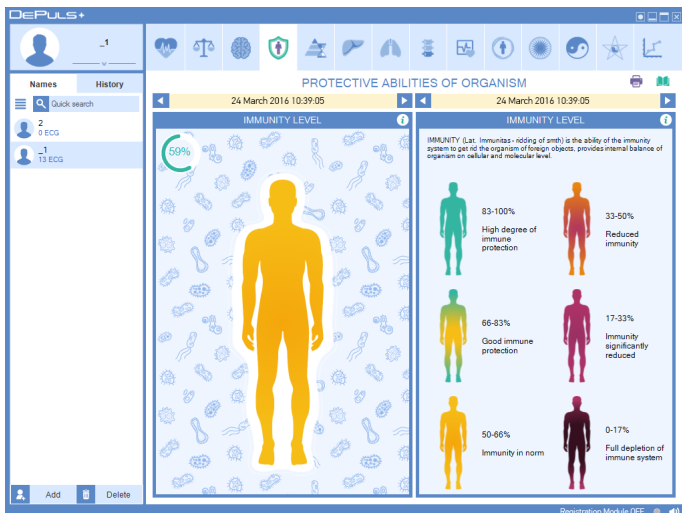 DePuls+
_1
Names
History
Quick search
2
0 ECG
_1
13 ECG
Add
Delete
PROTECTIVE ABILITIES OF ORGANISM
24 March 2016 10:39:05
24 March 2016 10:39:05
IMMUNITY LEVEL
i
59%
IMMUNITY LEVEL
i
IMMUNITY (Lat. Immunitas - ridding of smth) is the ability of the immunity
system to get rid the organism of foreign objects, provides internal balance of
organism on cellular and molecular level.
83-100%
High degree of
immune
protection
33-50%
Reduced
immunity
66-83%
Good immune
protection
17-33%
Immunity
significantly
reduced
50-66%
Immunity in norm
0-17%
Full depletion of
immune system
Registration Module OFF